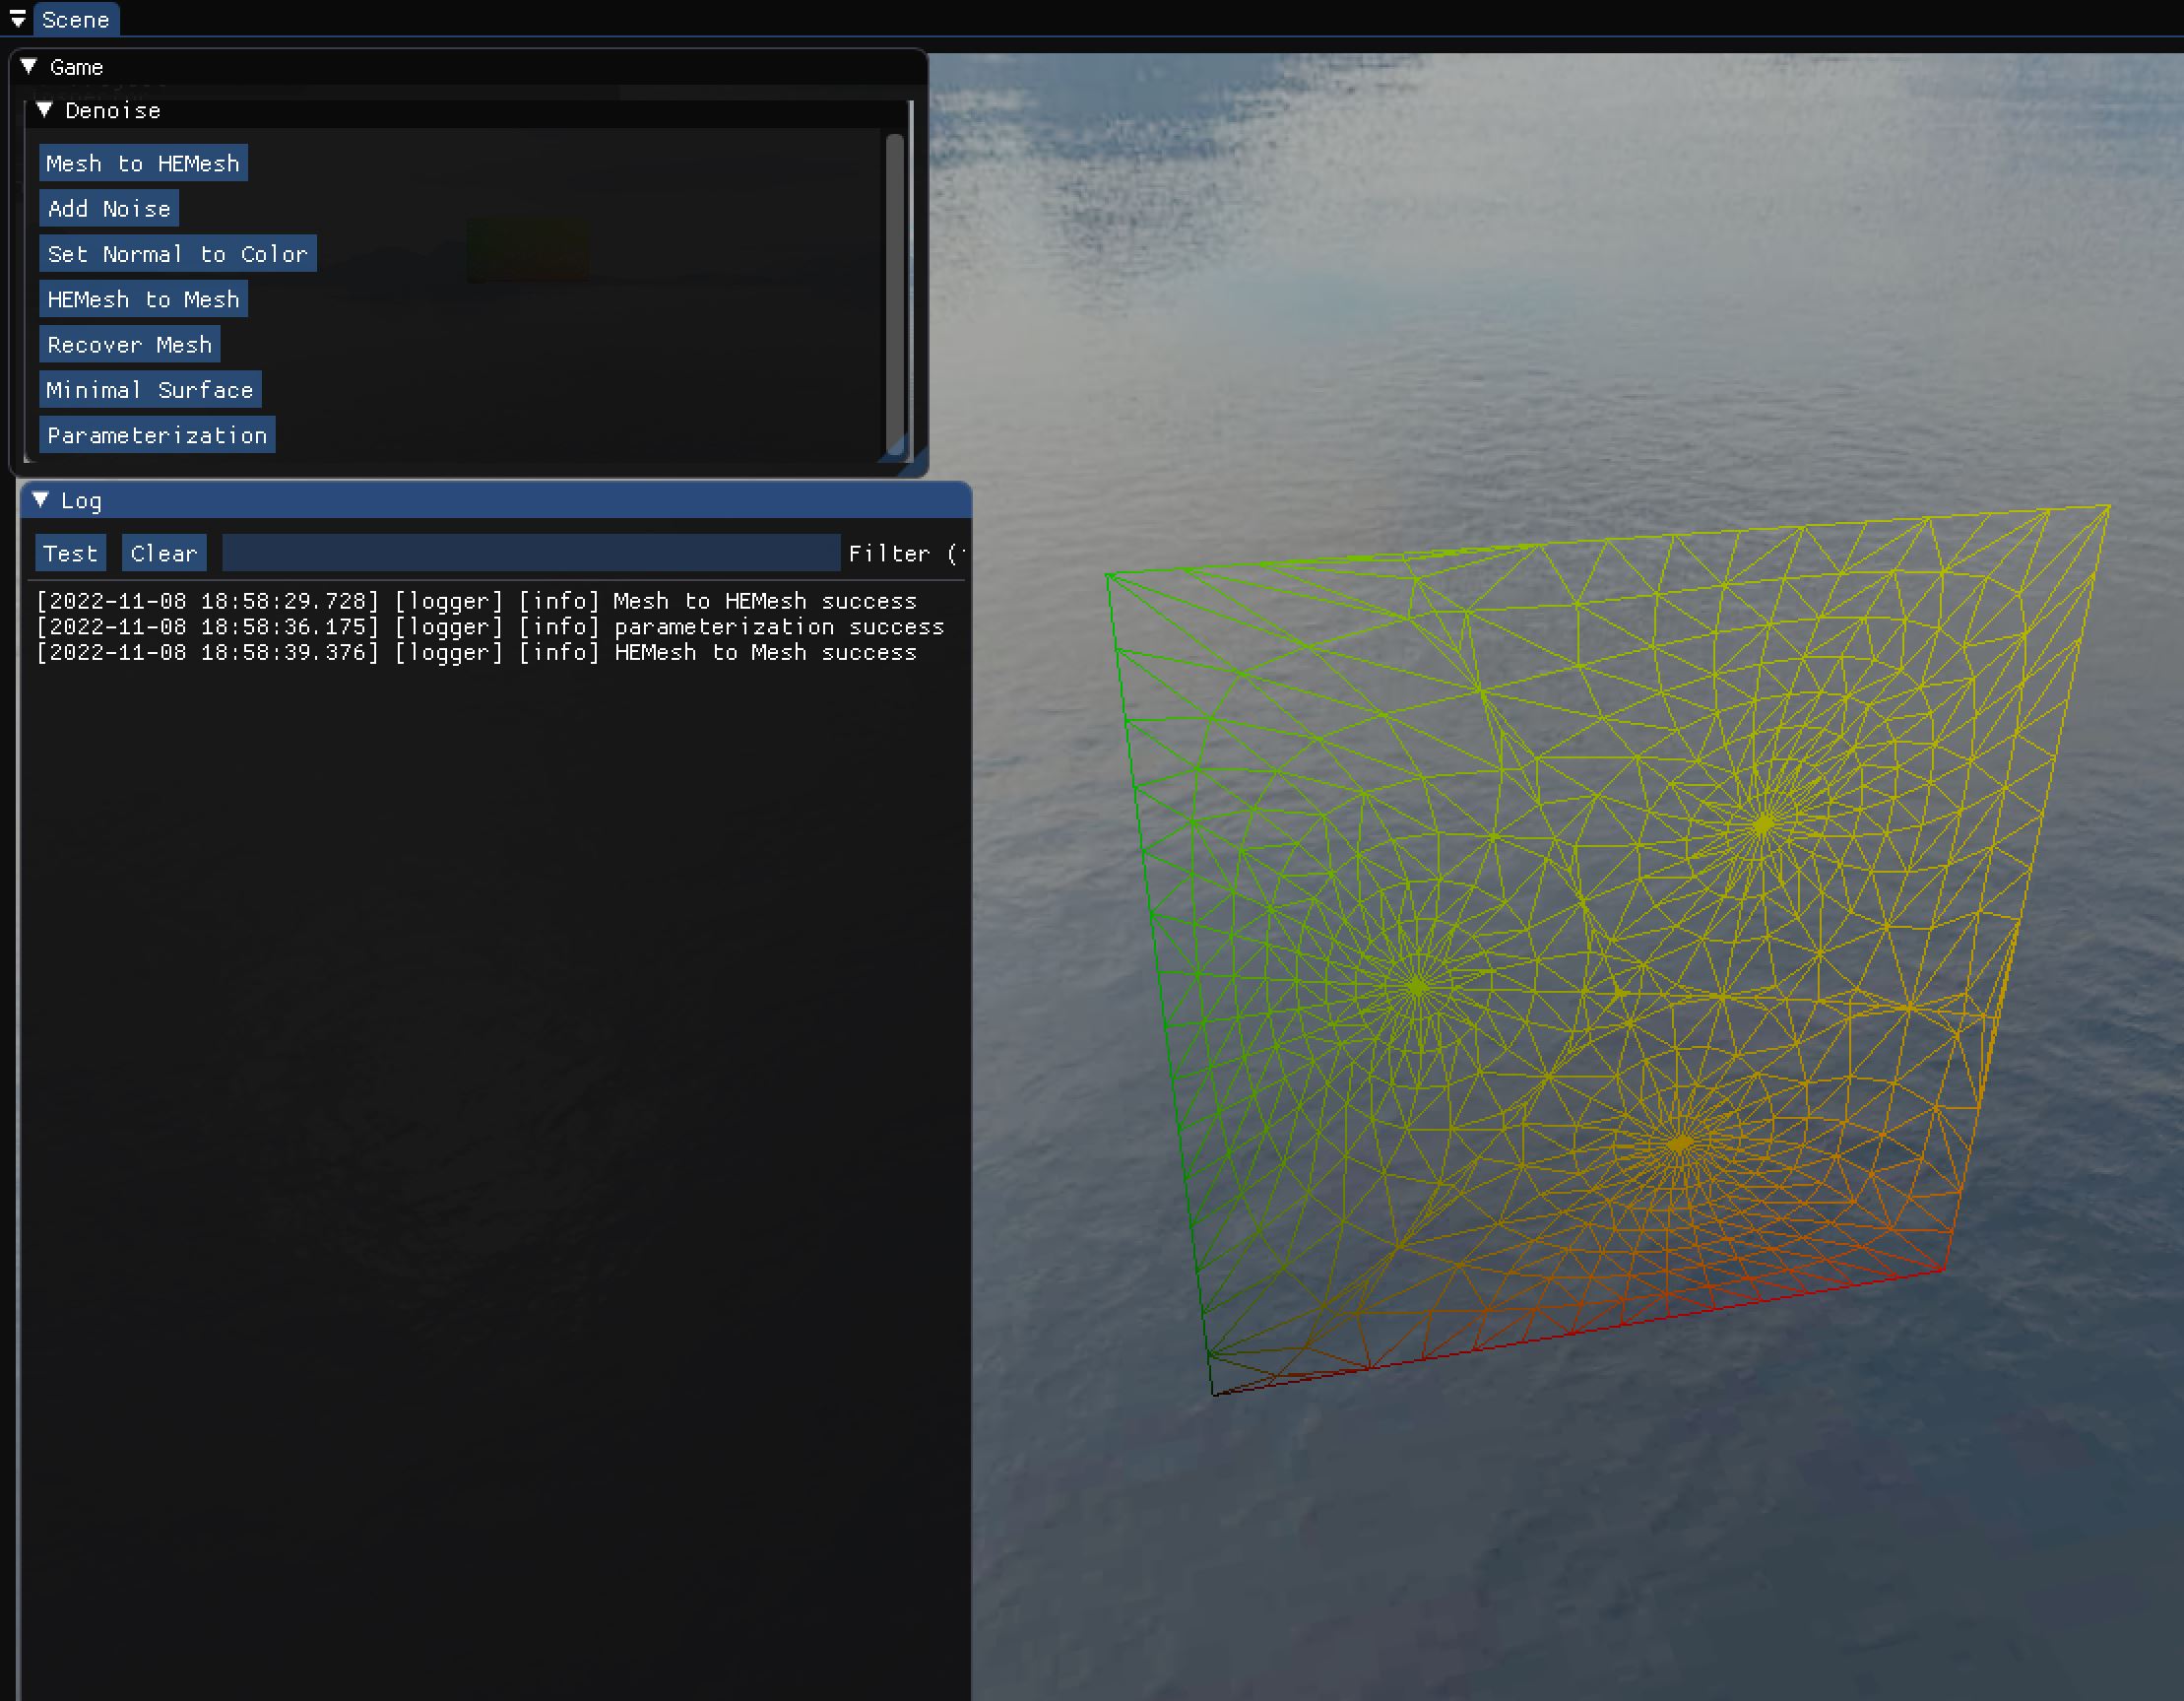 Scene
Game
Denoise
Mesh to HEMesh
Add Noise
Set Normal to Color
HEMesh to Mesh
Recover Mesh
Minimal Surface
Parameterization
Log
Test Clear Filter (
[2022-11-08 18:58:29.728] [logger] [info] Mesh to HEMesh success
[2022-11-08 18:58:36.175] [logger] [info] parameterization success
[2022-11-08 18:58:39.376] [logger] [info] HEMesh to Mesh success